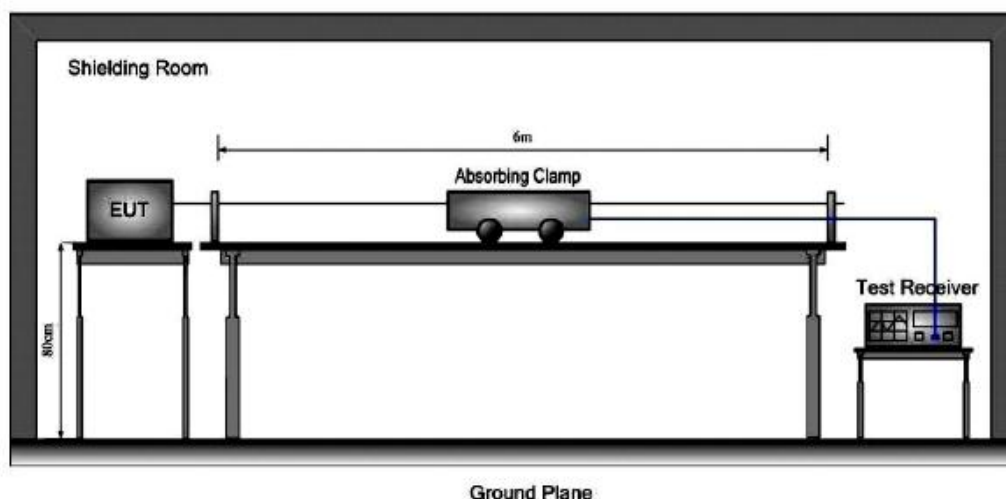 Shielding Room
6m
Absorbing Clamp
EUT
80cm
Test Receiver
Ground Plane